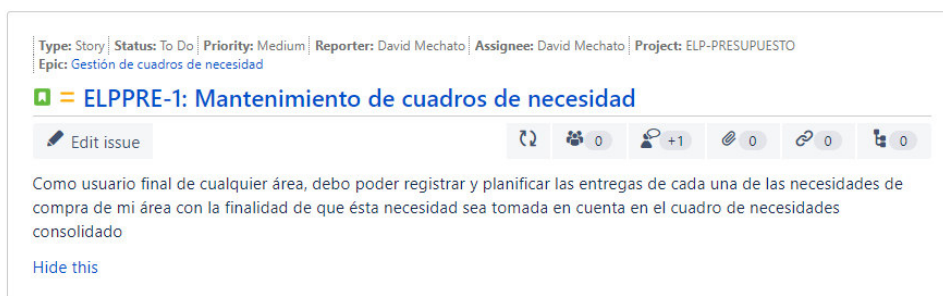 Type: Story Status: To Do Priority: Medium Reporter: David Mechato Assignee: David Mechato Project: ELP-PRESUPUESTO
Epic: Gestión de cuadros de necesidad
ELPPRE-1: Mantenimiento de cuadros de necesidad
Edit issue 0 +1 0 0 0
Como usuario final de cualquier área, debo poder registrar y planificar las entregas de cada una de las necesidades de
compra de mi área con la finalidad de que ésta necesidad sea tomada en cuenta en el cuadro de necesidades
consolidado
Hide this